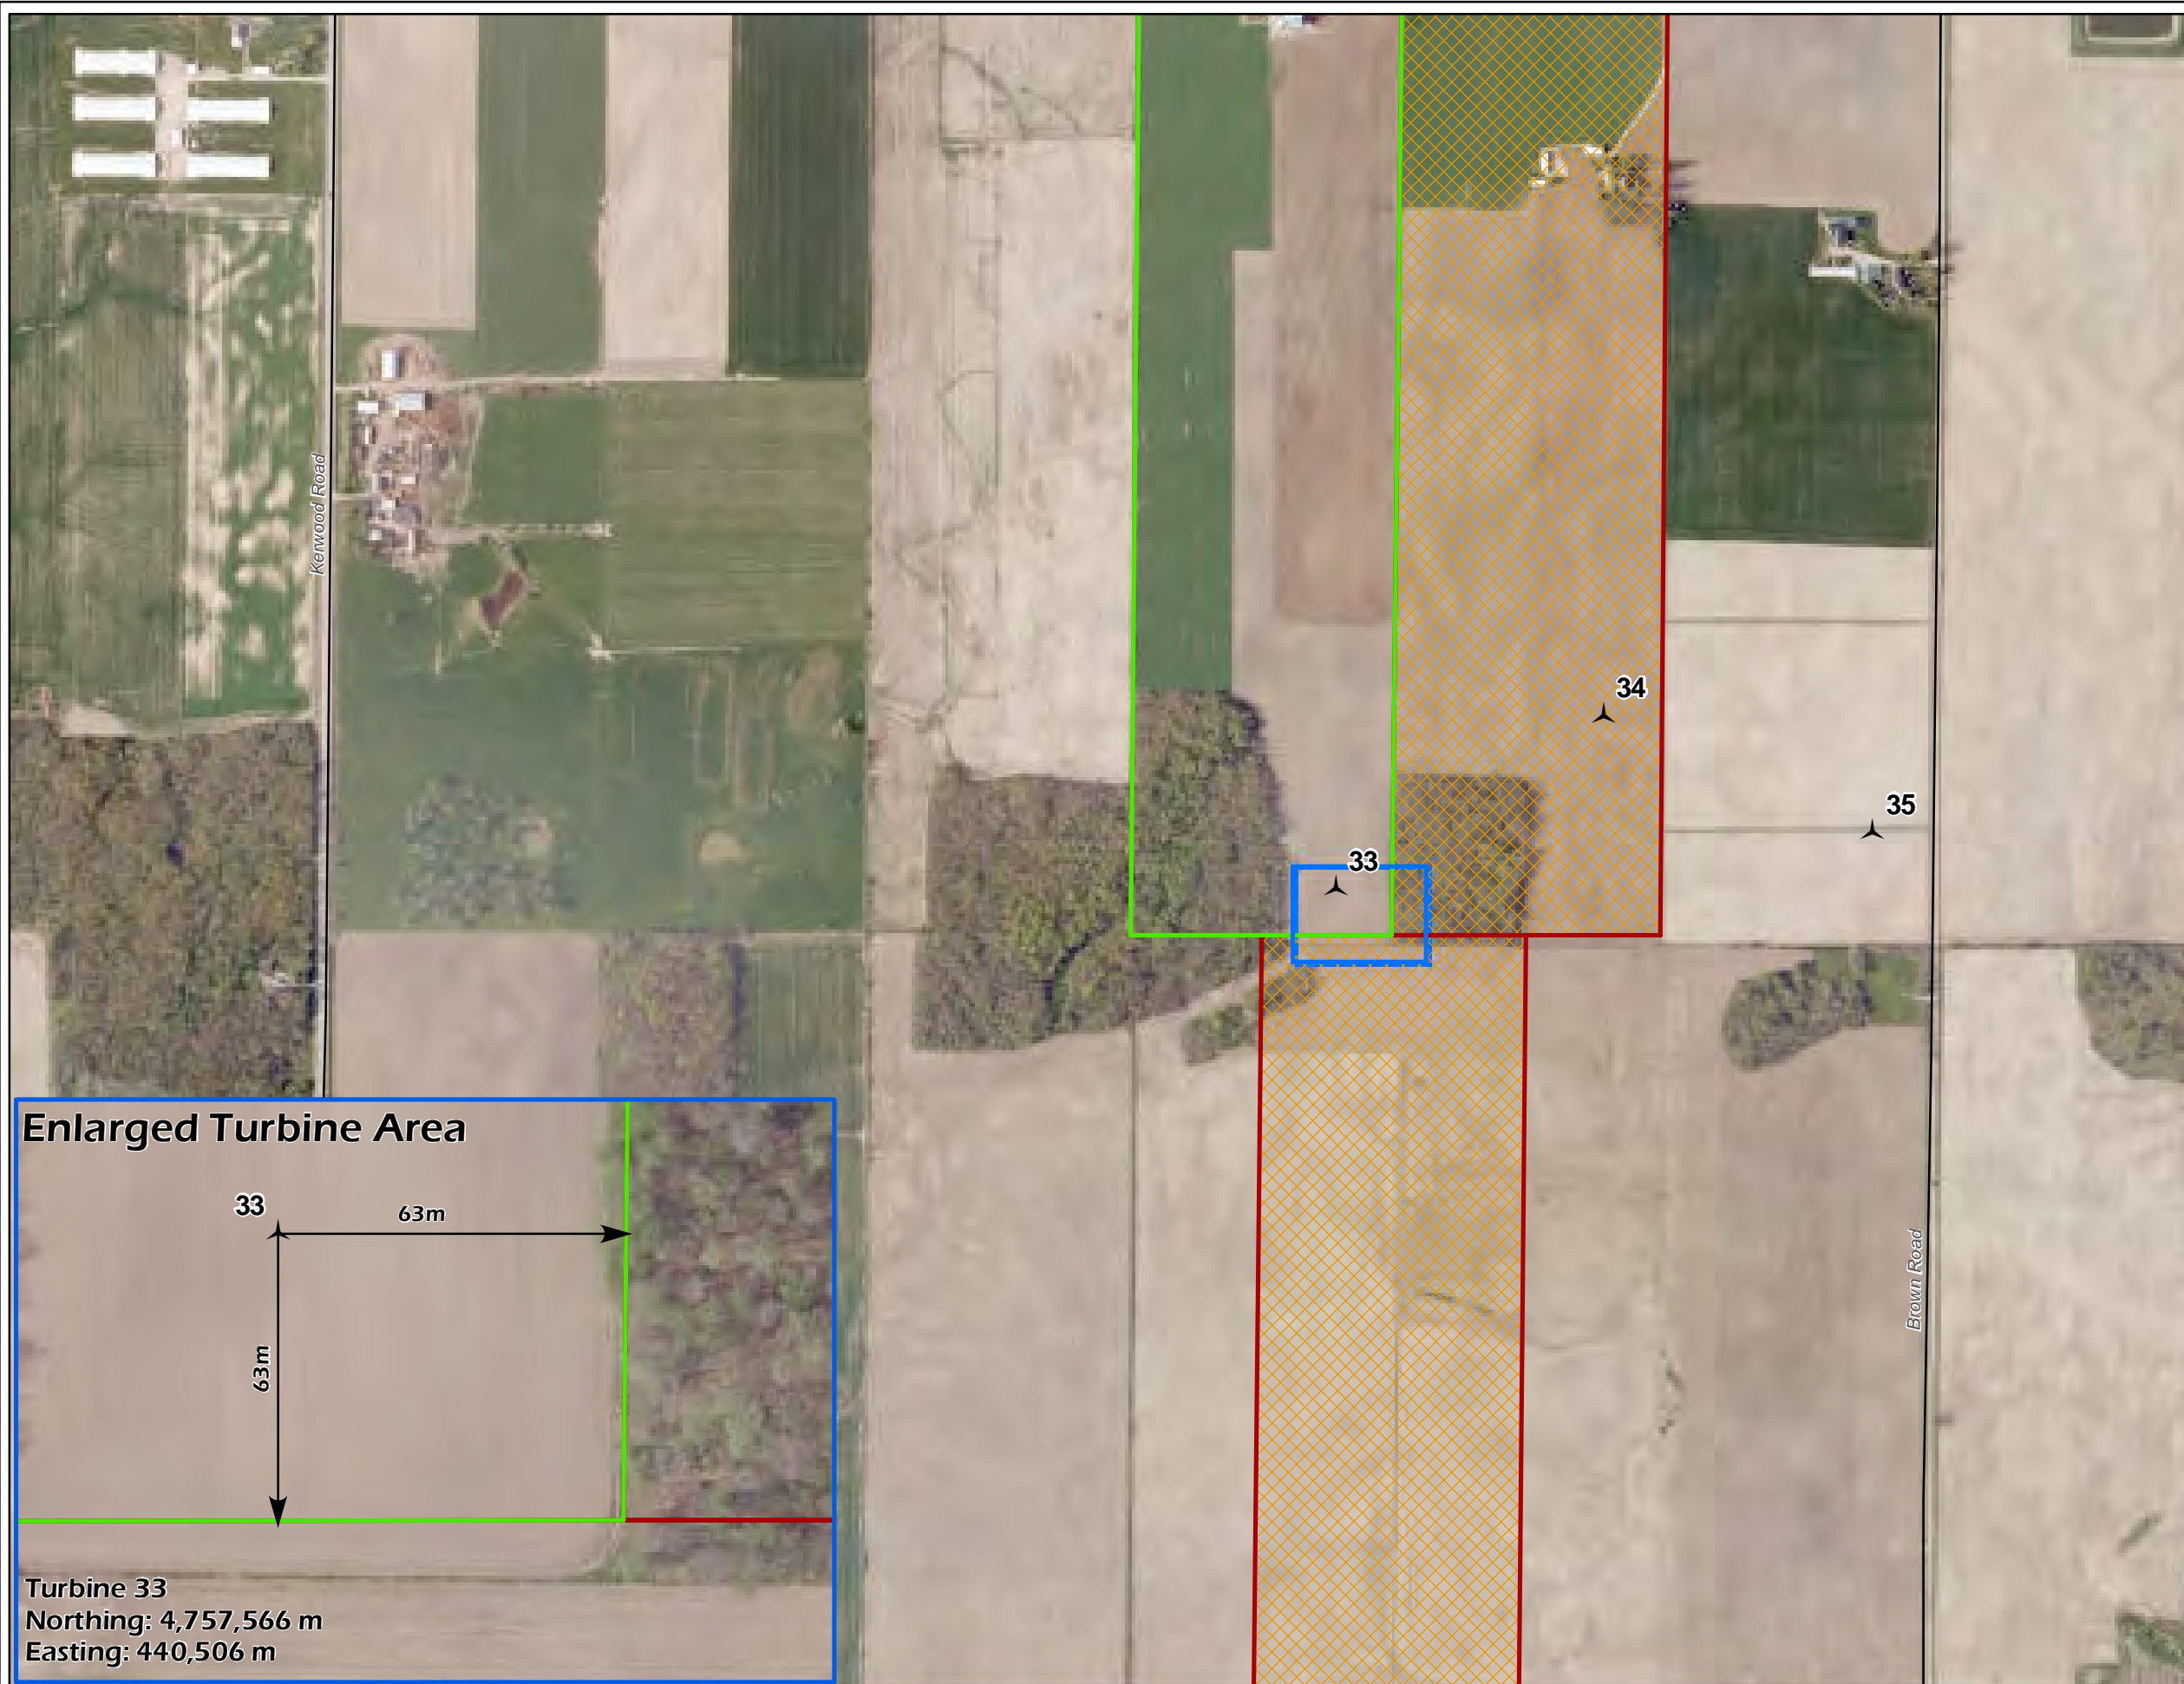 Kerwood Road
34
35
33
Brown Road
Enlarged Turbine Area
33
63m
63m
Turbine 33
Northing: 4,757,566 m
Easting: 440,506 m